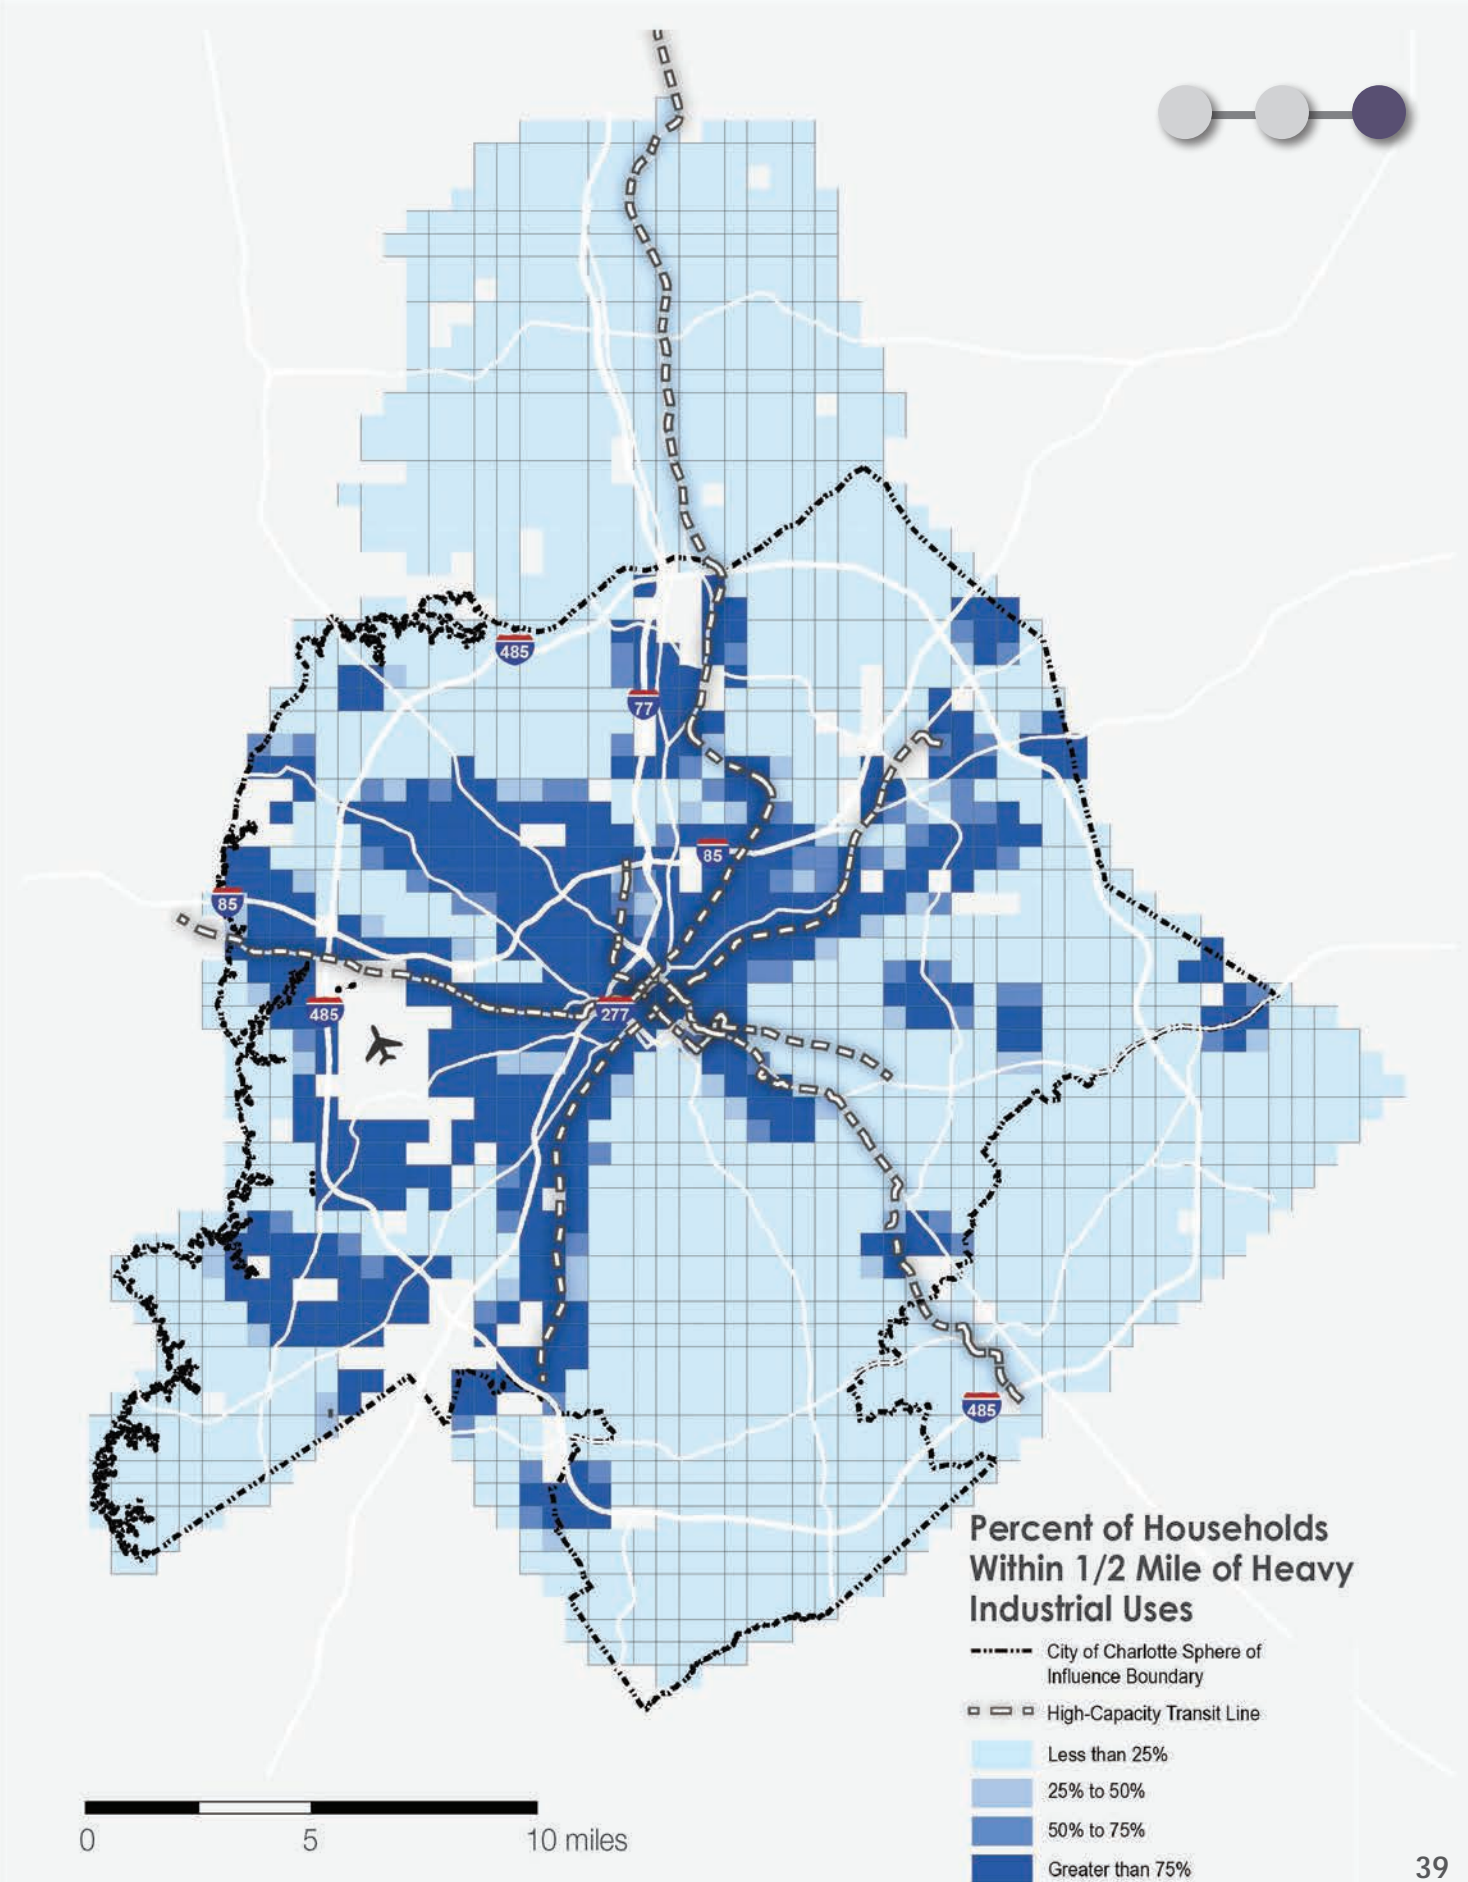 485
77
85
85
485
277
485
Percent of Households
Within 1/2 Mile of Heavy
Industrial Uses
City of Charlotte Sphere of
Influence Boundary
High-Capacity Transit Line
Less than 25%
25% to 50%
50% to 75%
Greater than 75%
0 5 10 miles
39